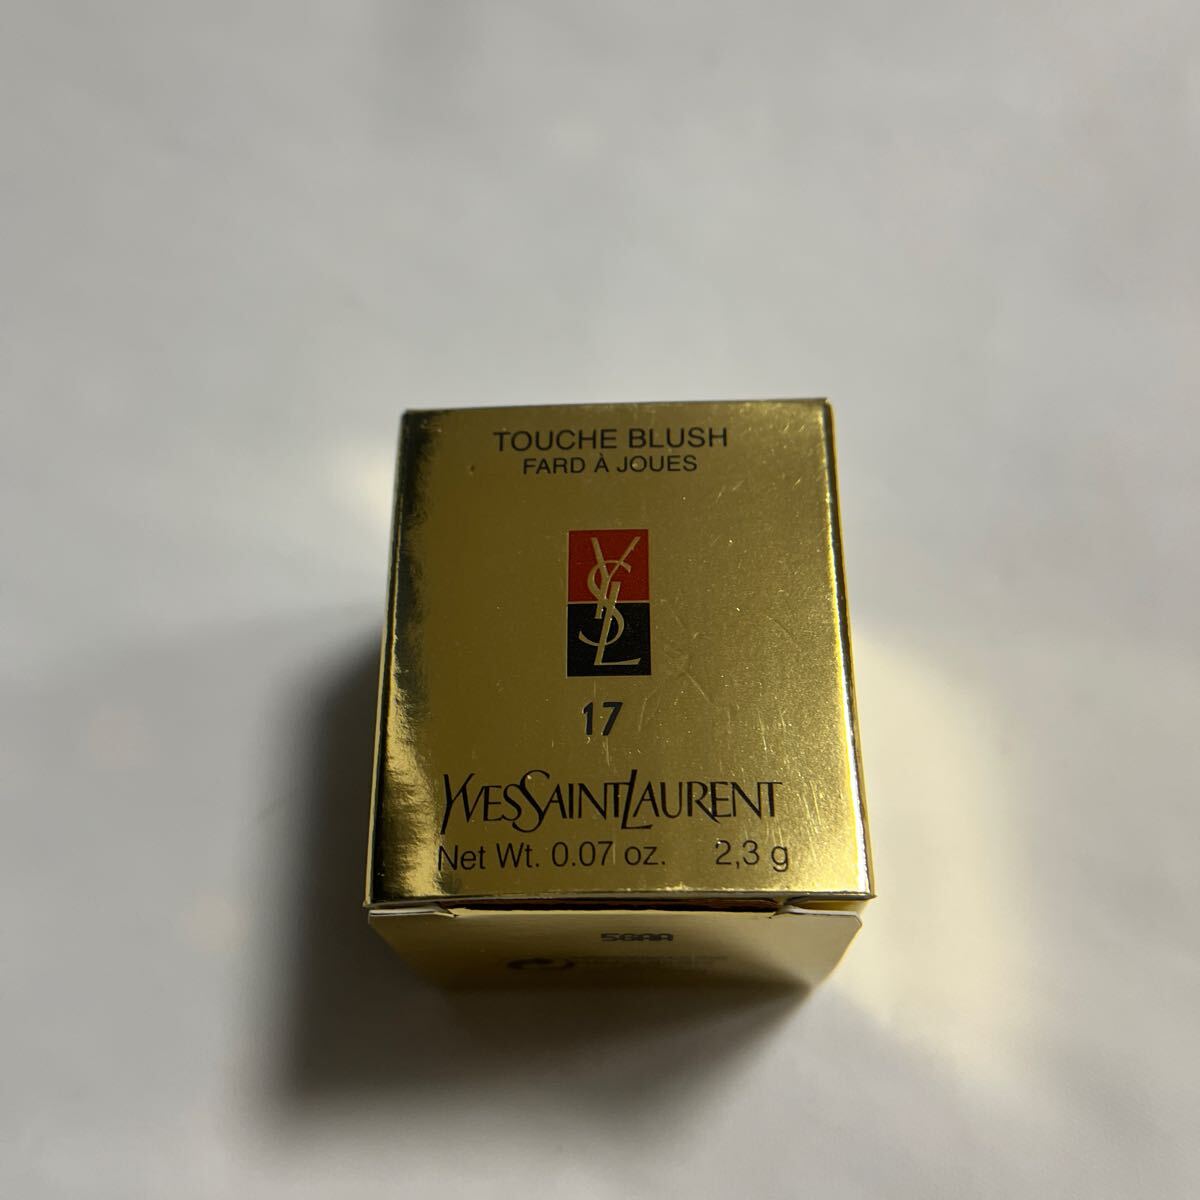 TOUCHE BLUSH
FARD À JOUES
YSL
17
YVESSAINTLAURENT
Net Wt. 0.07 oz. 2,3 g